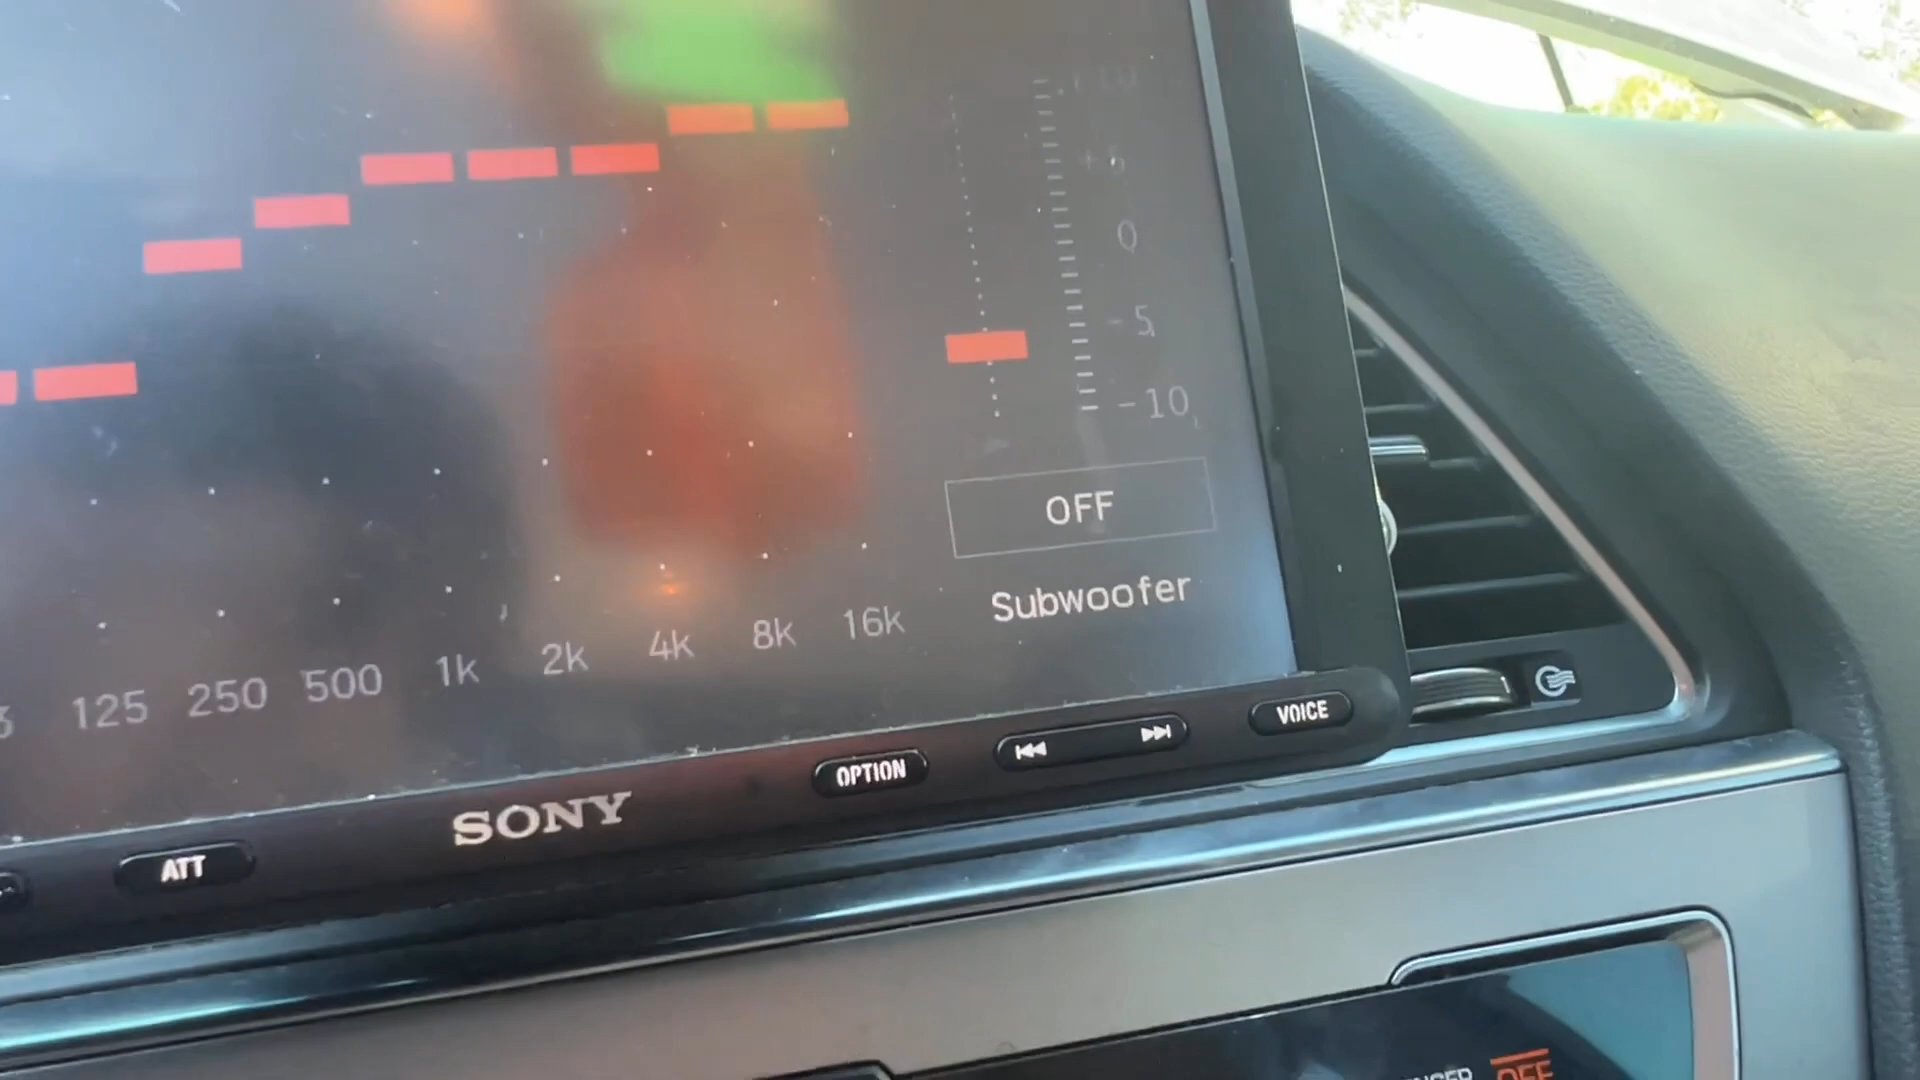 +10
+5
0
-5
-10
OFF
Subwoofer
125 250 500 1k 2k 4k 8k 16k
ATT SONY OPTION VOICE
OFF